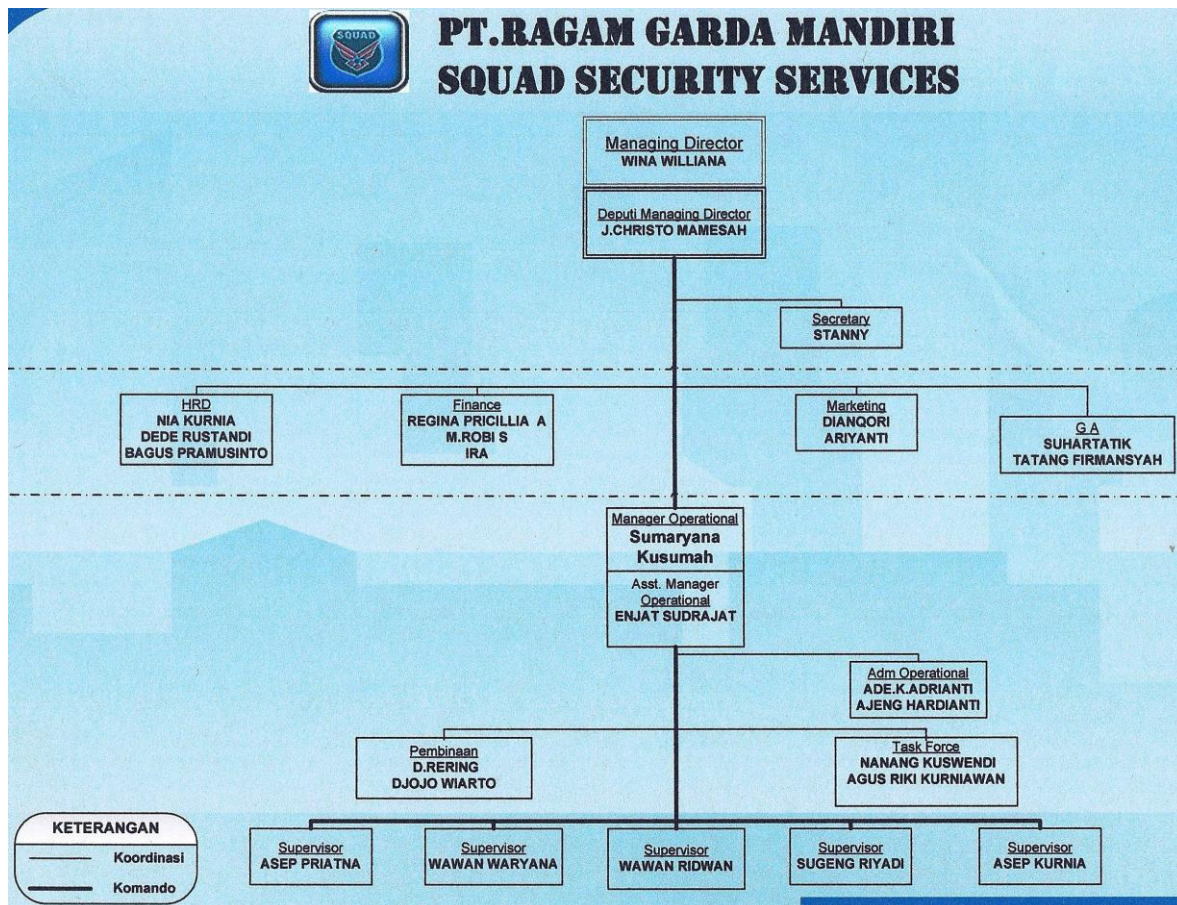 SQUAD
PT.RAGAM GARDA MANDIRI
SQUAD SECURITY SERVICES
Managing Director
WINA WILLIANA
Deputi Managing Director
J.CHRISTO MAMESAH
Secretary
STANNY
HRD
NIA KURNIA
DEDE RUSTANDI
BAGUS PRAMUSINTO
Finance
REGINA PRICILLIA A
M.ROBI S
IRA
Marketing
DIANQORI
ARIYANTI
G A
SUHARTATIK
TATANG FIRMANSYAH
Manager Operational
Sumaryana
Kusumah
Asst. Manager
Operational
ENJAT SUDRAJAT
Adm Operational
ADE.K.ADRIANTI
AJENG HARDIANTI
Pembinaan
D.RERING
DJOJO WIARTO
Task Force
NANANG KUSWENDI
AGUS RIKI KURNIAWAN
KETERANGAN
Koordinasi
Komando
Supervisor
ASEP PRIATNA
Supervisor
WAWAN WARYANA
Supervisor
WAWAN RIDWAN
Supervisor
SUGENG RIYADI
Supervisor
ASEP KURNIA